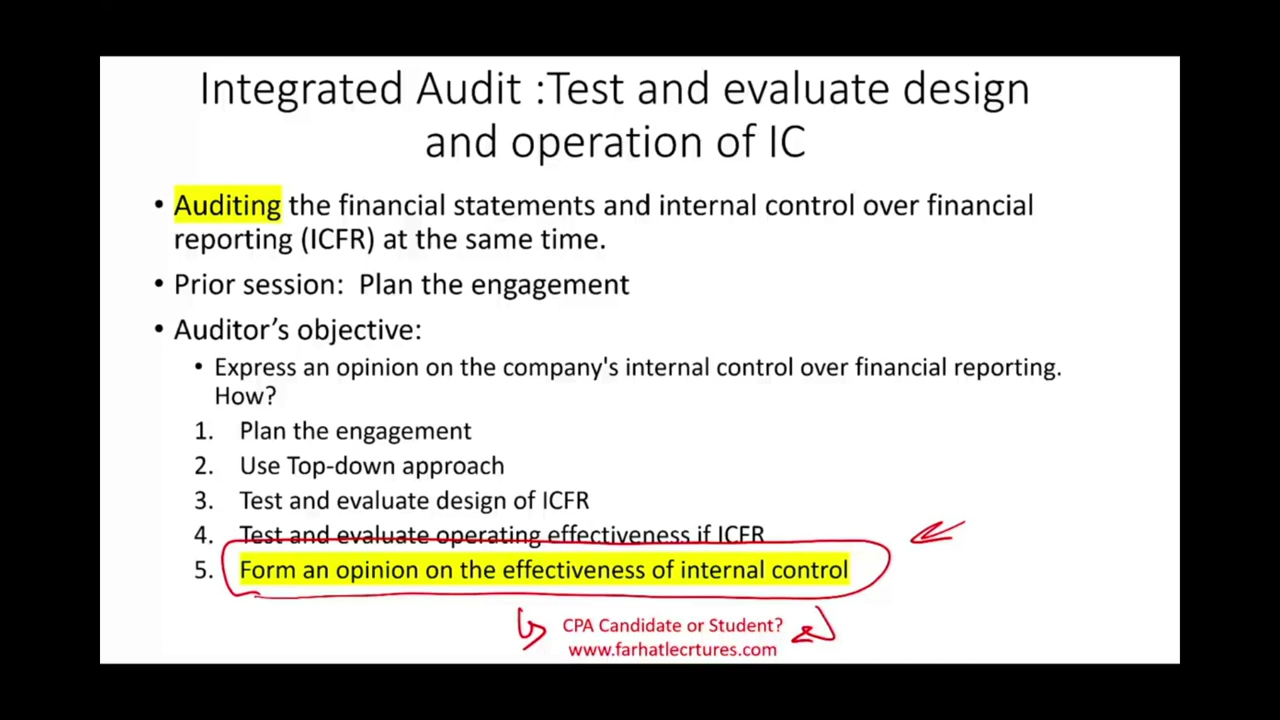 Integrated Audit :Test and evaluate design
and operation of IC
• Auditing the financial statements and internal control over financial
reporting (ICFR) at the same time.
• Prior session: Plan the engagement
• Auditor’s objective:
• Express an opinion on the company's internal control over financial reporting.
How?
1. Plan the engagement
2. Use Top-down approach
3. Test and evaluate design of ICFR
4. Test and evaluate operating effectiveness if ICFR
5. Form an opinion on the effectiveness of internal control
CPA Candidate or Student?
www.farhatlecrtures.com